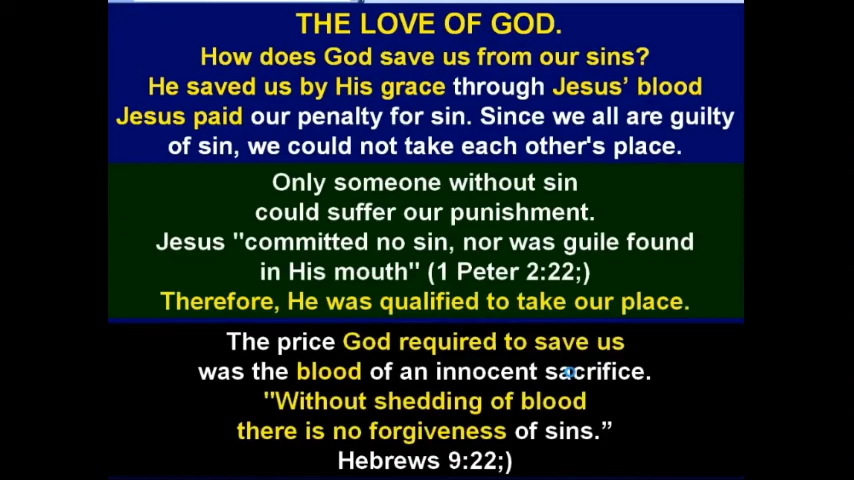 THE LOVE OF GOD.
How does God save us from our sins?
He saved us by His grace through Jesus’ blood
Jesus paid our penalty for sin. Since we all are guilty
of sin, we could not take each other's place.
Only someone without sin
could suffer our punishment.
Jesus "committed no sin, nor was guile found
in His mouth" (1 Peter 2:22;)
Therefore, He was qualified to take our place.
The price God required to save us
was the blood of an innocent sacrifice.
"Without shedding of blood
there is no forgiveness of sins.”
Hebrews 9:22;)